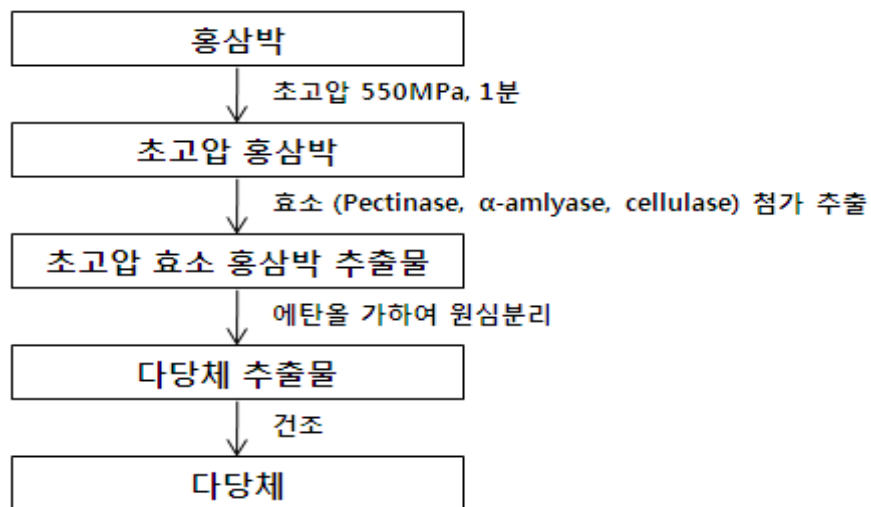 홍삼박
초고압 550MPa, 1분
초고압 홍삼박
효소 (Pectinase, α-amlyase, cellulase) 첨가 추출
초고압 효소 홍삼박 추출물
에탄올 가하여 원심분리
다당체 추출물
건조
다당체